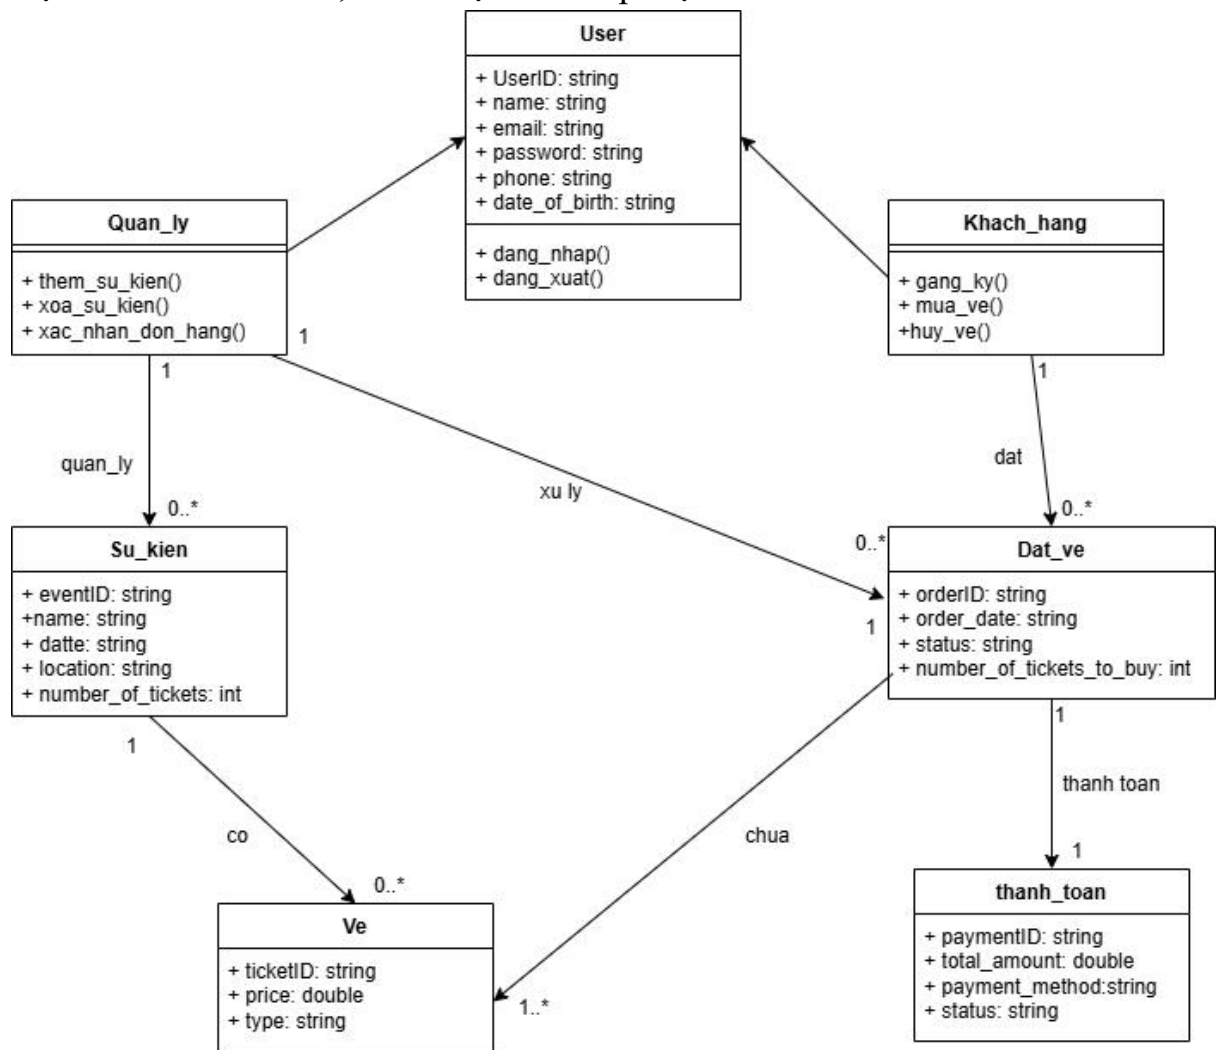 User
+ UserID: string
+ name: string
+ email: string
+ password: string
+ phone: string
+ date_of_birth: string
+ dang_nhap()
+ dang_xuat()
Quan_ly
+ them_su_kien()
+ xoa_su_kien()
+ xac_nhan_don_hang()
Khach_hang
+ gang_ky()
+ mua_ve()
+huy_ve()
1
1
1
quan_ly
xu ly
dat
0..*
0..*
0..*
Su_kien
+ eventID: string
+name: string
+ datte: string
+ location: string
+ number_of_tickets: int
Dat_ve
+ orderID: string
+ order_date: string
+ status: string
+ number_of_tickets_to_buy: int
1
1
1
co
chua
thanh toan
0..*
1..*
1
Ve
+ ticketID: string
+ price: double
+ type: string
thanh_toan
+ paymentID: string
+ total_amount: double
+ payment_method:string
+ status: string